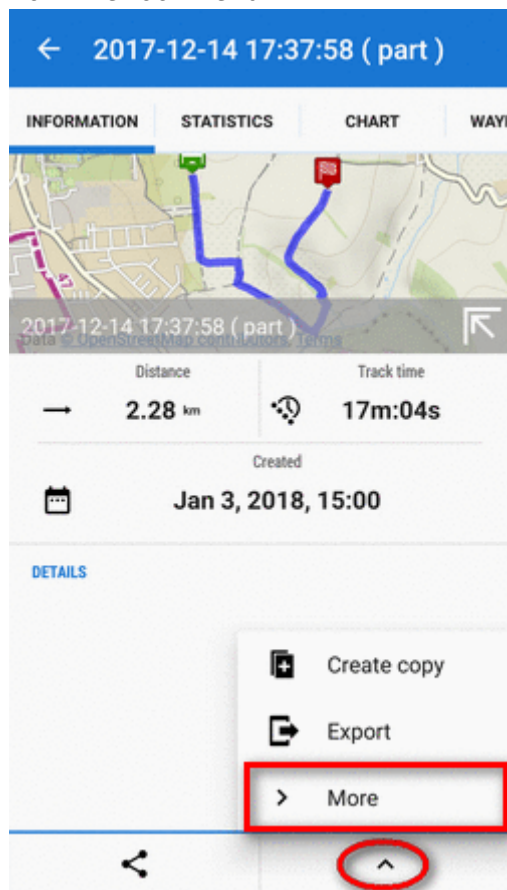 2017-12-14 17:37:58 ( part )
INFORMATION STATISTICS CHART
47
2017-12-14 17:37:58 ( part )
Data © OpenStreetMap contributors, Terms
Distance Track time
2.28 km 17m:04s
Created
Jan 3, 2018, 15:00
DETAILS
Create copy
Export
More